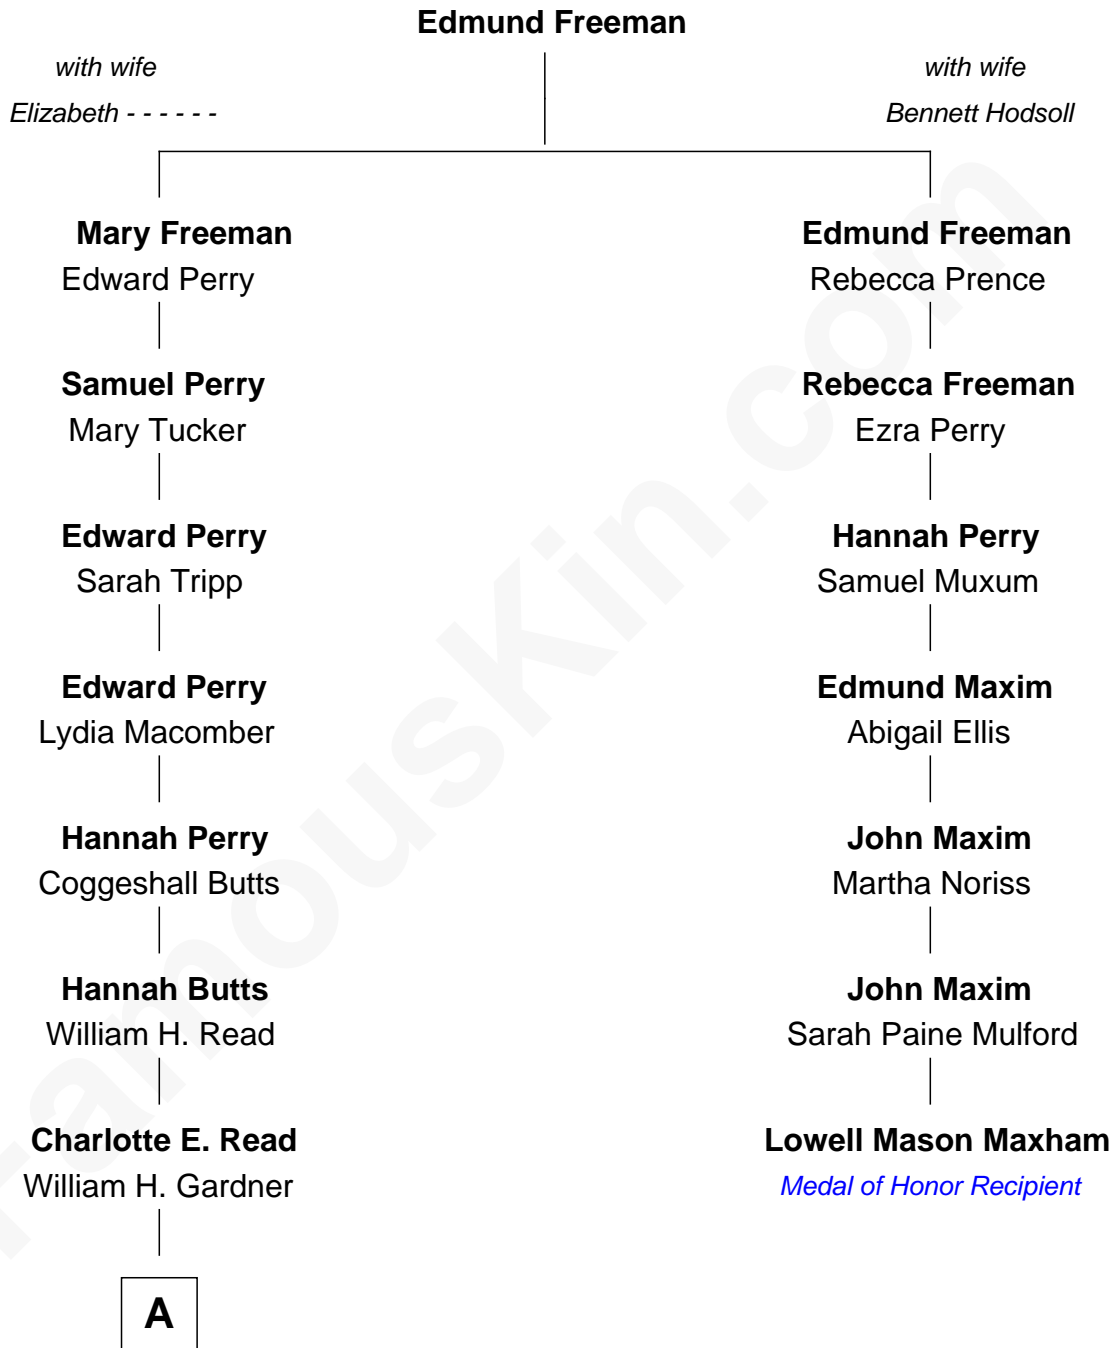 Edmund Freeman
with wife
Elizabeth - - - - - -
with wife
Bennett Hodsoll
Mary Freeman
Edward Perry
Edmund Freeman
Rebecca Prence
Samuel Perry
Mary Tucker
Rebecca Freeman
Ezra Perry
Edward Perry
Sarah Tripp
Hannah Perry
Samuel Muxum
Edward Perry
Lydia Macomber
Edmund Maxim
Abigail Ellis
Hannah Perry
Coggeshall Butts
John Maxim
Martha Noriss
Hannah Butts
William H. Read
John Maxim
Sarah Paine Mulford
Charlotte E. Read
William H. Gardner
Lowell Mason Maxham
Medal of Honor Recipient
A
FamousKin.com